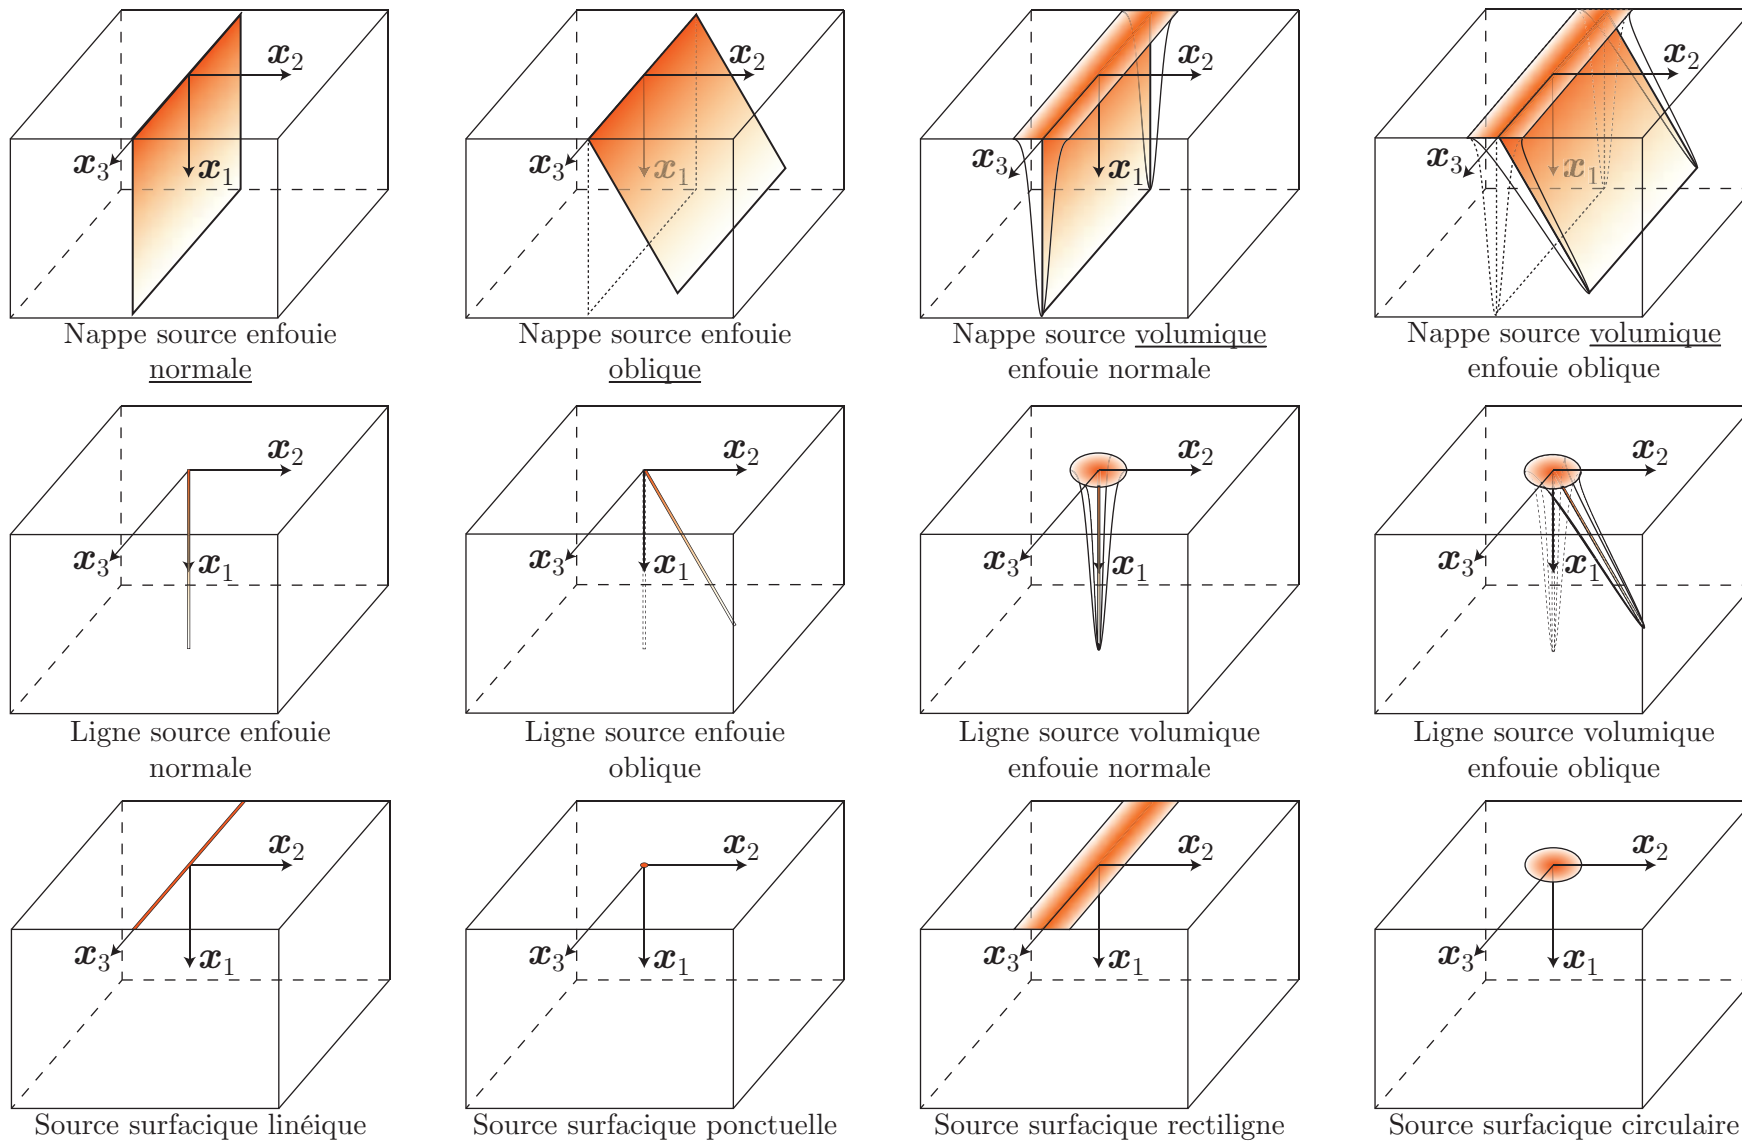 x2
x3
x1
Nappe source enfouie
normale
x2
x3
x1
Nappe source enfouie
oblique
x2
x3
x1
Nappe source volumique
enfouie normale
x2
x3
x1
Nappe source volumique
enfouie oblique
x2
x3
x1
Ligne source enfouie
normale
x2
x3
x1
Ligne source enfouie
oblique
x2
x3
x1
Ligne source volumique
enfouie normale
x2
x3
x1
Ligne source volumique
enfouie oblique
x2
x3
x1
Source surfacique linéique
x2
x3
x1
Source surfacique ponctuelle
x2
x3
x1
Source surfacique rectiligne
x2
x3
x1
Source surfacique circulaire